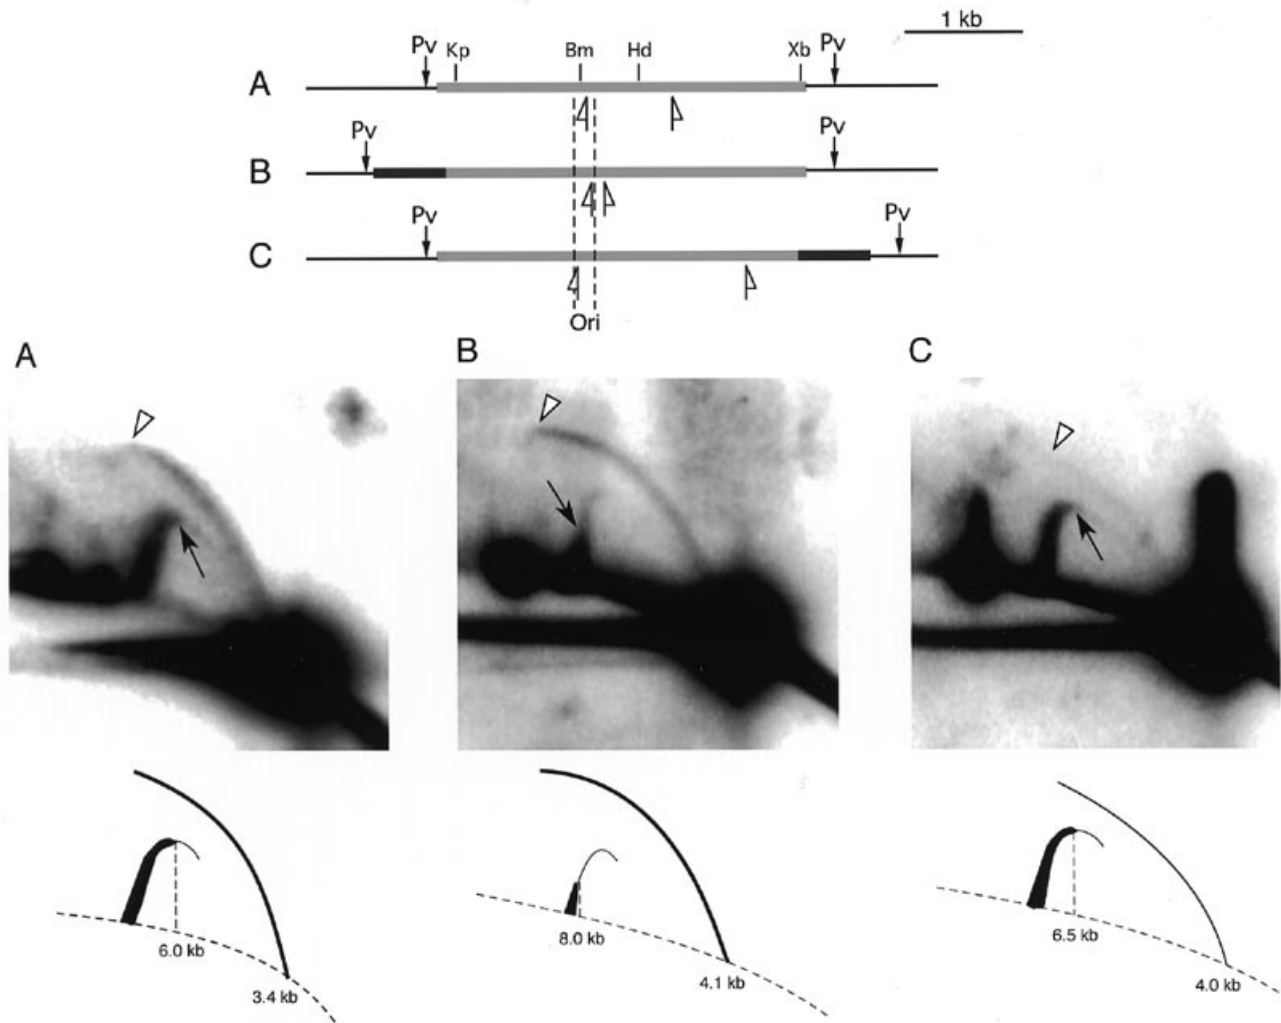 1 kb
Pv Kp Bm Hd Xb Pv
A
Pv Pv
B
Pv Pv
C
Ori
A B C
6.0 kb 8.0 kb 6.5 kb
3.4 kb 4.1 kb 4.0 kb